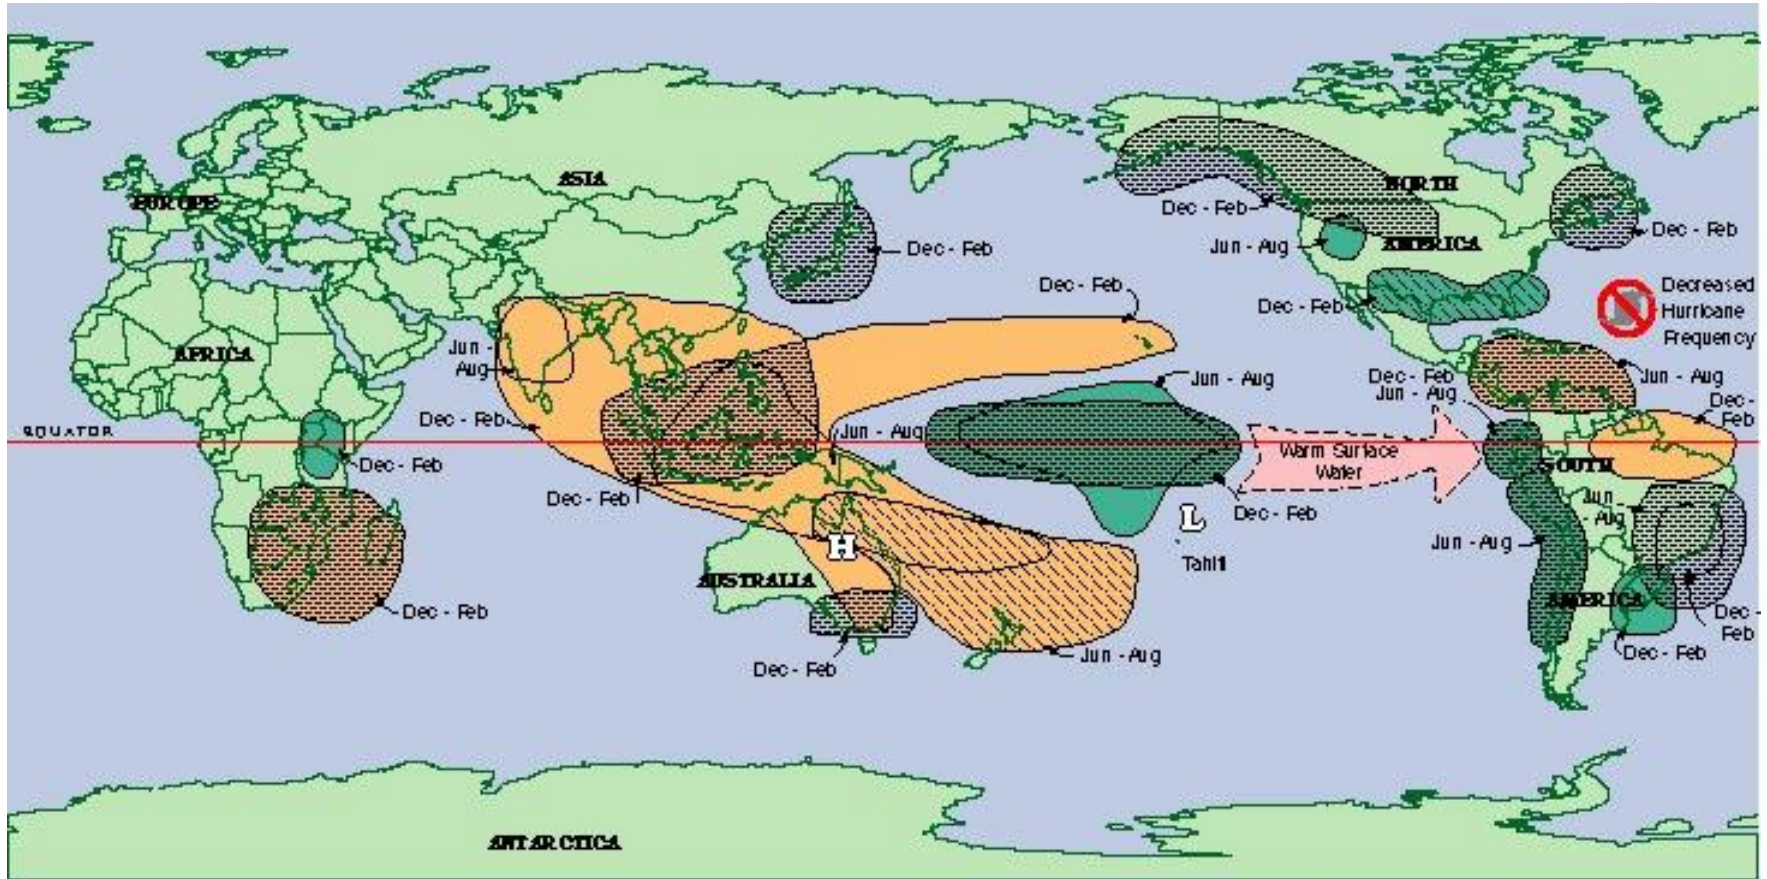 ASIA
EUROPE
NORTH
AMERICA
Dec - Feb
Jun - Aug
Dec - Feb
Dec - Feb
Dec - Feb
Dec - Feb
Decreased
Hurricane
Frequency
AFRICA
Jun -
Aug
Dec - Feb
Jun - Aug
Dec - Feb
Jun - Aug
Jun - Aug
Dec -
Feb
EQUATOR
Dec - Feb
Jun - Aug
Warm Surface
Water
Dec - Feb
SOUTH
Dec - Feb
Jun
- Aug
L
Dec - Feb
H
Tahiti
Jun - Aug
AUSTRALIA
AMERICA
Dec - Feb
Dec -
Feb
Dec - Feb
Jun - Aug
Dec - Feb
ANTARCTICA